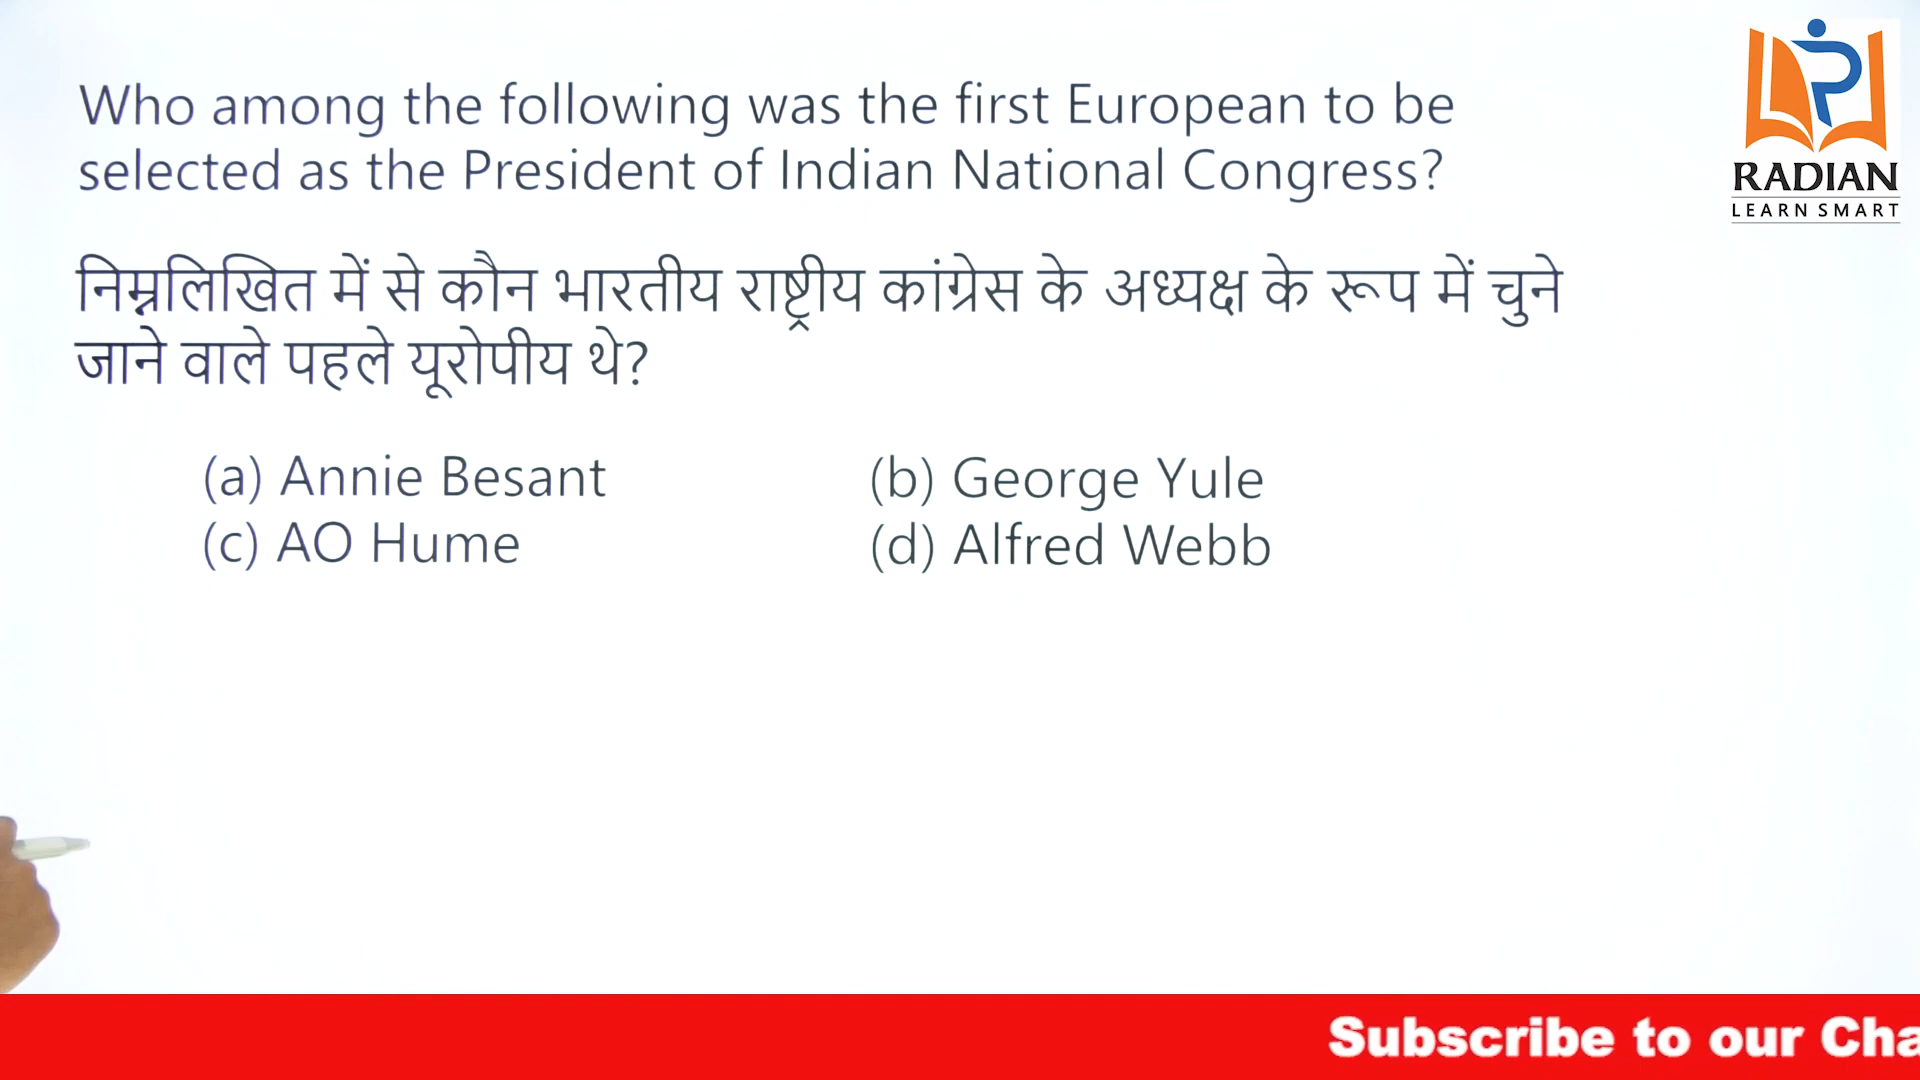 Who among the following was the first European to be
selected as the President of Indian National Congress?
RADIAN
LEARN SMART
निम्नलिखित में से कौन भारतीय राष्ट्रीय कांग्रेस के अध्यक्ष के रूप में चुने
जाने वाले पहले यूरोपीय थे?
(a) Annie Besant (b) George Yule
(c) AO Hume (d) Alfred Webb
Subscribe to our Cha